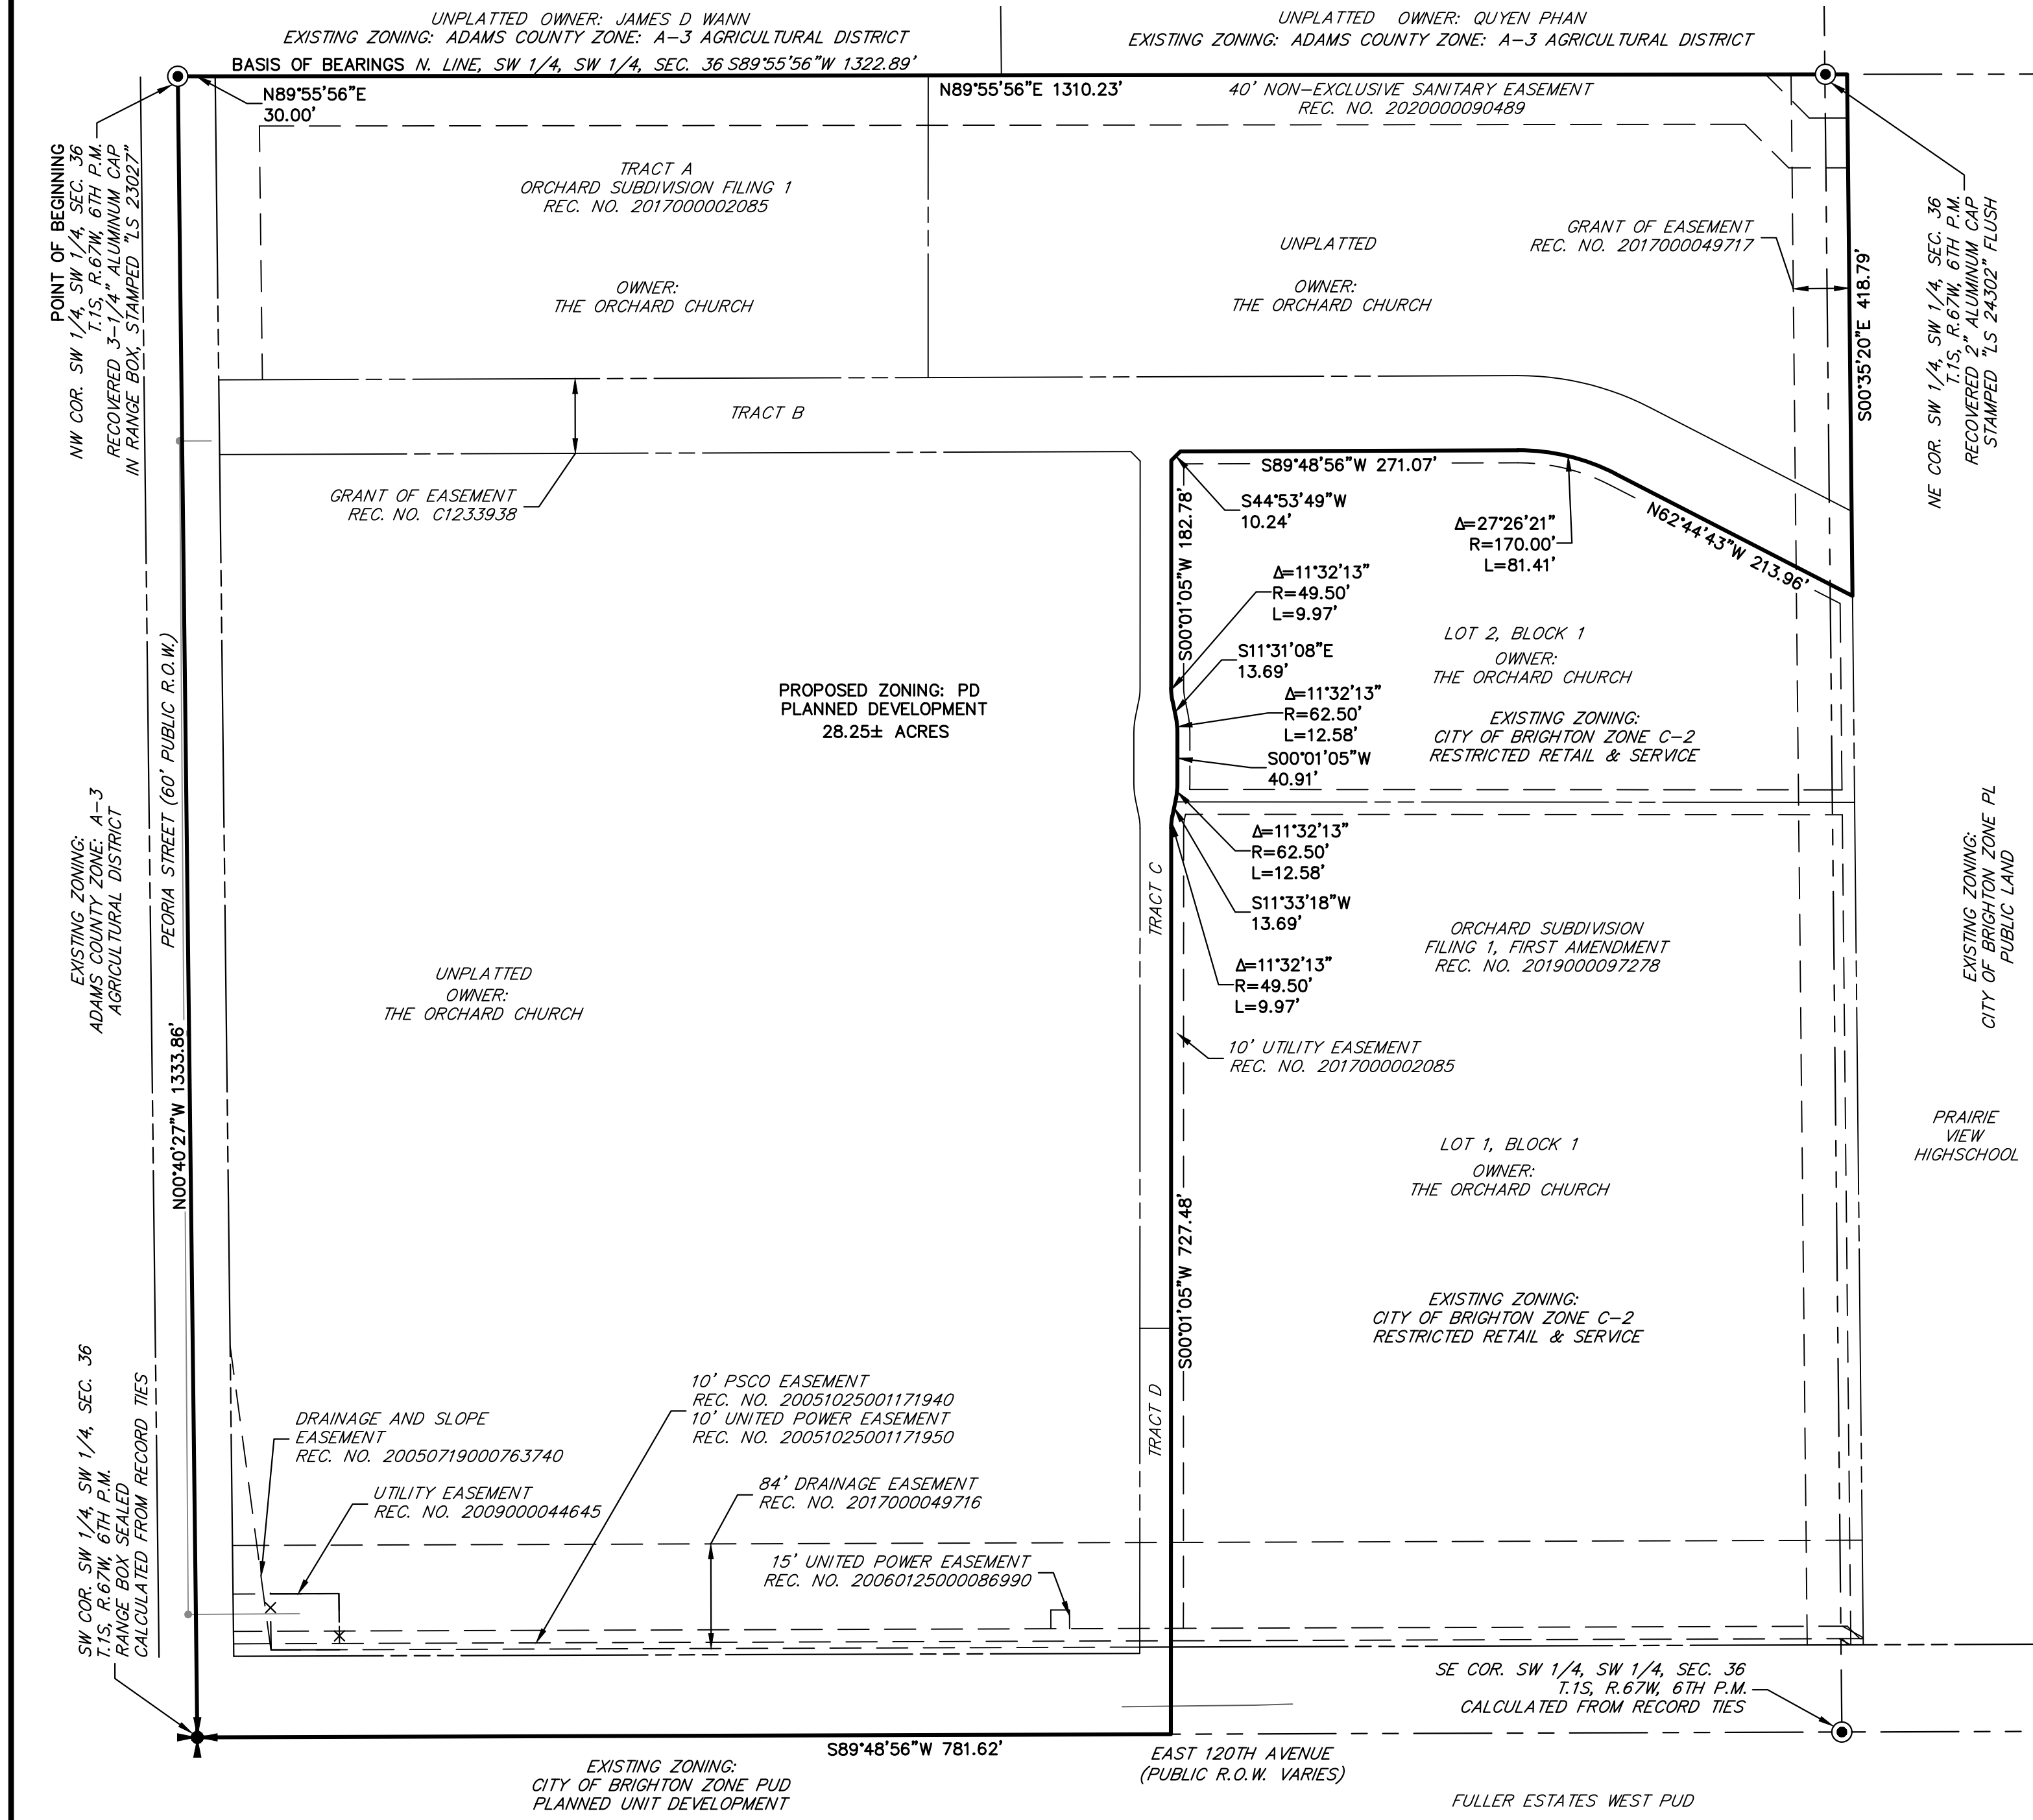 UNPLATTED OWNER: JAMES D WANN
EXISTING ZONING: ADAMS COUNTY ZONE: A-3 AGRICULTURAL DISTRICT
UNPLATTED OWNER: QUYEN PHAN
EXISTING ZONING: ADAMS COUNTY ZONE: A-3 AGRICULTURAL DISTRICT
BASIS OF BEARINGS N. LINE, SW 1/4, SW 1/4, SEC. 36 S89°55'56"W 1322.89'
N89°55'56"E
30.00'
N89°55'56"E 1310.23'
40' NON-EXCLUSIVE SANITARY EASEMENT
REC. NO. 2020000090489
POINT OF BEGINNING
NW COR. SW 1/4, SW 1/4, SEC. 36
T.1S, R.67W, 6TH P.M.
RECOVERED 3-1/4" ALUMINUM CAP
IN RANGE BOX, STAMPED "LS 23027"
TRACT A
ORCHARD SUBDIVISION FILING 1
REC. NO. 2017000002085
OWNER:
THE ORCHARD CHURCH
UNPLATTED
OWNER:
THE ORCHARD CHURCH
GRANT OF EASEMENT
REC. NO. 2017000049717
S00°35'20"E 418.79'
NE COR. SW 1/4, SW 1/4, SEC. 36
T.1S, R.67W, 6TH P.M.
RECOVERED 2" ALUMINUM CAP
STAMPED "LS 24302" FLUSH
TRACT B
GRANT OF EASEMENT
REC. NO. C1233938
S89°48'56"W 271.07'
S44°53'49"W
10.24'
S00°01'05"W 182.78'
Δ=27°26'21"
R=170.00'
L=81.41'
N62°44'43"W 213.96'
Δ=11°32'13"
R=49.50'
L=9.97'
S11°31'08"E
13.69'
Δ=11°32'13"
R=62.50'
L=12.58'
S00°01'05"W
40.91'
LOT 2, BLOCK 1
OWNER:
THE ORCHARD CHURCH
EXISTING ZONING:
CITY OF BRIGHTON ZONE C-2
RESTRICTED RETAIL & SERVICE
PROPOSED ZONING: PD
PLANNED DEVELOPMENT
28.25± ACRES
PEORIA STREET (60' PUBLIC R.O.W.)
EXISTING ZONING:
ADAMS COUNTY ZONE: A-3
AGRICULTURAL DISTRICT
N00°40'27"W 1333.86'
Δ=11°32'13"
R=62.50'
L=12.58'
S11°33'18"W
13.69'
Δ=11°32'13"
R=49.50'
L=9.97'
TRACT C
ORCHARD SUBDIVISION
FILING 1, FIRST AMENDMENT
REC. NO. 2019000097278
EXISTING ZONING:
CITY OF BRIGHTON ZONE PL
PUBLIC LAND
UNPLATTED
OWNER:
THE ORCHARD CHURCH
10' UTILITY EASEMENT
REC. NO. 2017000002085
PRAIRIE
VIEW
HIGHSCHOOL
LOT 1, BLOCK 1
OWNER:
THE ORCHARD CHURCH
S00°01'05"W 727.48'
EXISTING ZONING:
CITY OF BRIGHTON ZONE C-2
RESTRICTED RETAIL & SERVICE
SW COR. SW 1/4, SW 1/4, SEC. 36
T.1S, R.67W, 6TH P.M.
RANGE BOX SEALED
CALCULATED FROM RECORD TIES
DRAINAGE AND SLOPE
EASEMENT
REC. NO. 200507190000763740
10' PSCO EASEMENT
REC. NO. 20051025001171940
10' UNITED POWER EASEMENT
REC. NO. 20051025001171950
TRACT D
UTILITY EASEMENT
REC. NO. 2009000044645
84' DRAINAGE EASEMENT
REC. NO. 2017000049716
15' UNITED POWER EASEMENT
REC. NO. 20060125000086990
SE COR. SW 1/4, SW 1/4, SEC. 36
T.1S, R.67W, 6TH P.M.
CALCULATED FROM RECORD TIES
S89°48'56"W 781.62'
EAST 120TH AVENUE
(PUBLIC R.O.W. VARIES)
EXISTING ZONING:
CITY OF BRIGHTON ZONE PUD
PLANNED UNIT DEVELOPMENT
FULLER ESTATES WEST PUD